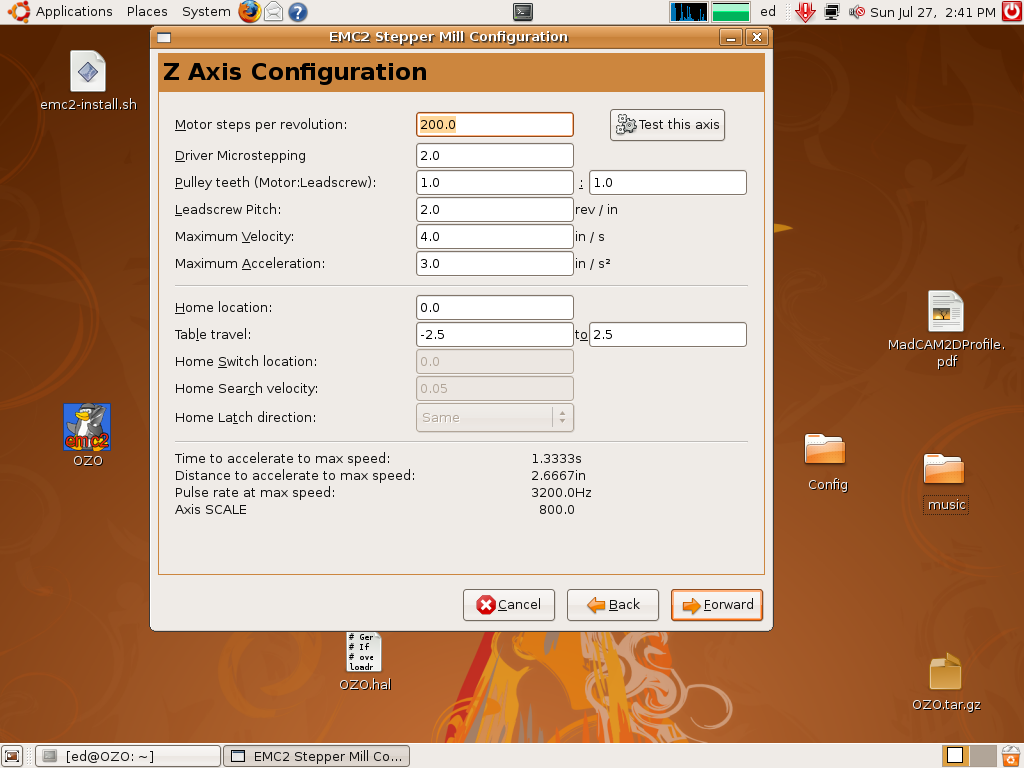 Applications Places System ed Sun Jul 27, 2:41 PM
EMC2 Stepper Mill Configuration
Z Axis Configuration
emc2-install.sh
Motor steps per revolution: 200.0 Test this axis
Driver Microstepping 2.0
Pulley teeth (Motor:Leadscrew): 1.0 : 1.0
Leadscrew Pitch: 2.0 rev / in
Maximum Velocity: 4.0 in / s
Maximum Acceleration: 3.0 in / s²
Home location: 0.0
Table travel: -2.5 to 2.5
Home Switch location: 0.0
Home Search velocity: 0.05
Home Latch direction: Same
Time to accelerate to max speed: 1.3333s
Distance to accelerate to max speed: 2.6667in
Pulse rate at max speed: 3200.0Hz
Axis SCALE 800.0
Cancel Back Forward
MadCAM2DProfile.
pdf
emc2
OZO
Config
music
# Ger
# If
# ove
loadr
OZO.hal
OZO.tar.gz
[ed@OZO: ~]
EMC2 Stepper Mill Co...